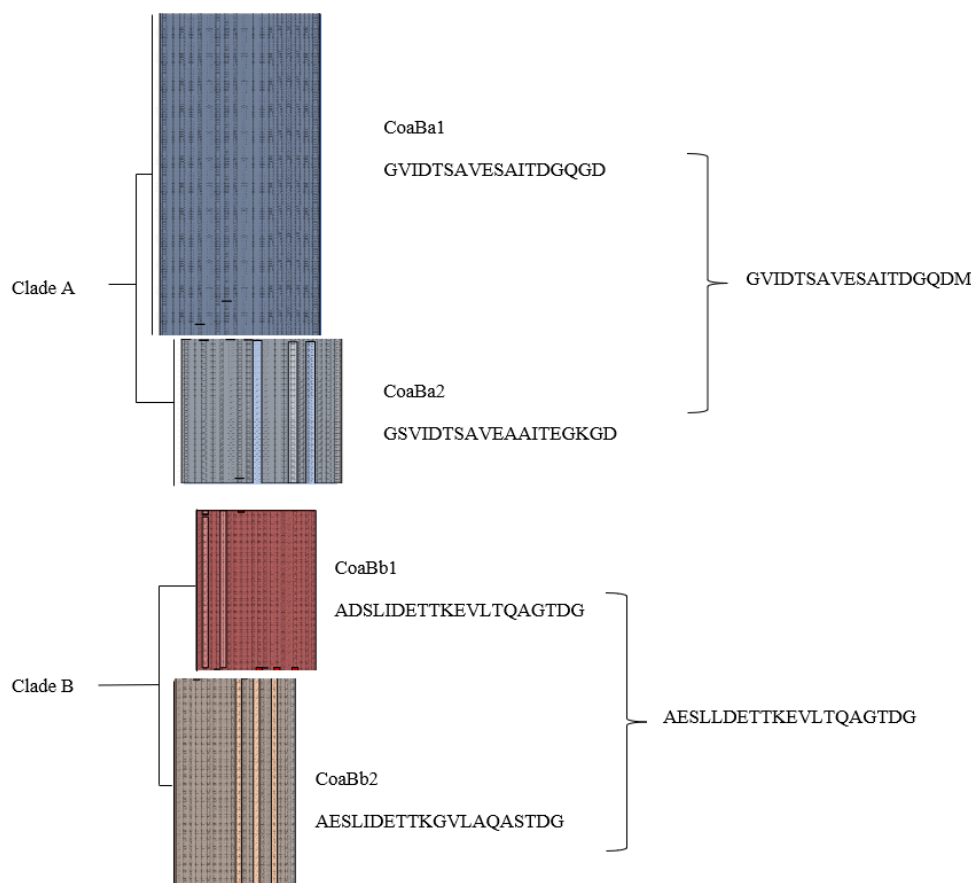 CoaBa1
GVIDTSAVESAITDGQGD
Clade A
GVIDTSAVESAITDGQDM
CoaBa2
GSVIDTSAVEAAITEGKGD
CoaBb1
ADSLIDETTKEVLTQAGTDG
Clade B
AESLLDETTKEVLTQAGTDG
CoaBb2
AESLIDETTKGVLAQASTDG